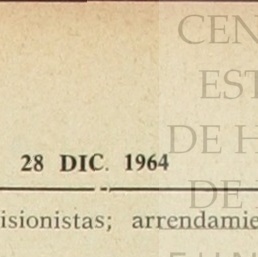 CEN
EST
DE H
28 DIC. 1964
DE
isionistas; arrendamie